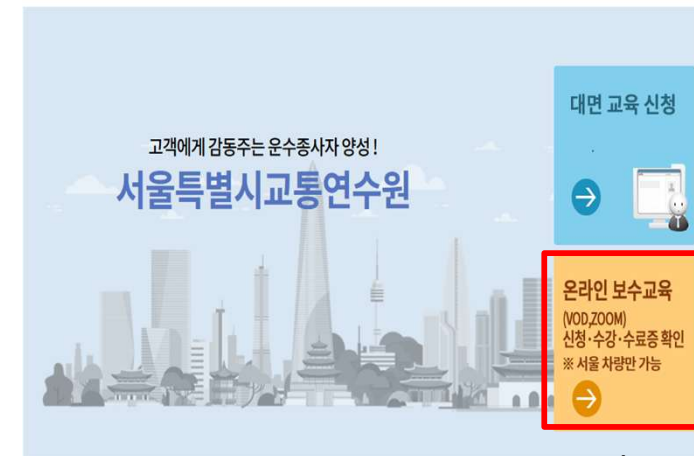 고객에게 감동주는 운수종사자 양성 !
서울특별시교통연수원
대면 교육 신청
온라인 보수교육
(VOD,ZOOM)
신청·수강·수료증 확인
※ 서울 차량만 가능